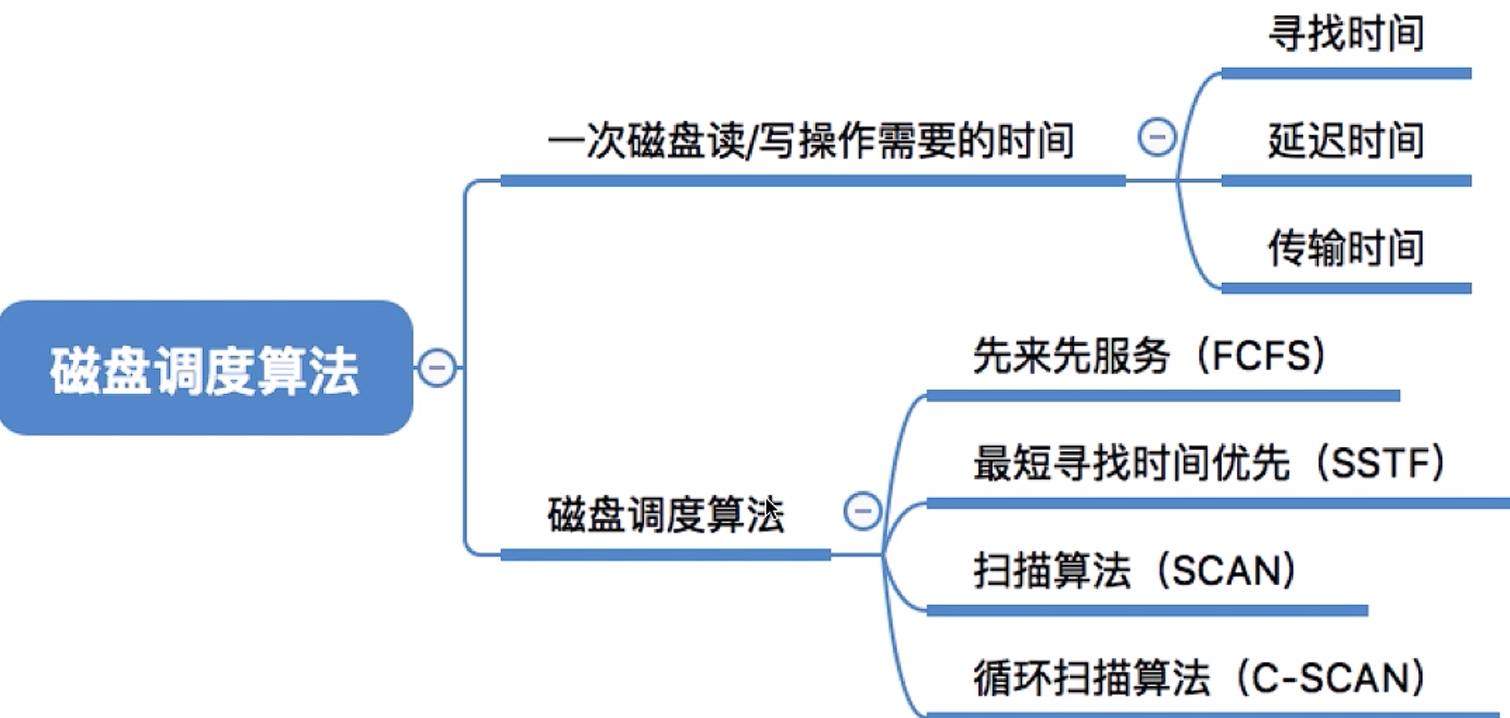 寻找时间
一次磁盘读/写操作需要的时间
延迟时间
传输时间
磁盘调度算法
先来先服务（FCFS）
最短寻找时间优先（SSTF）
磁盘调度算法
扫描算法（SCAN）
循环扫描算法（C-SCAN）